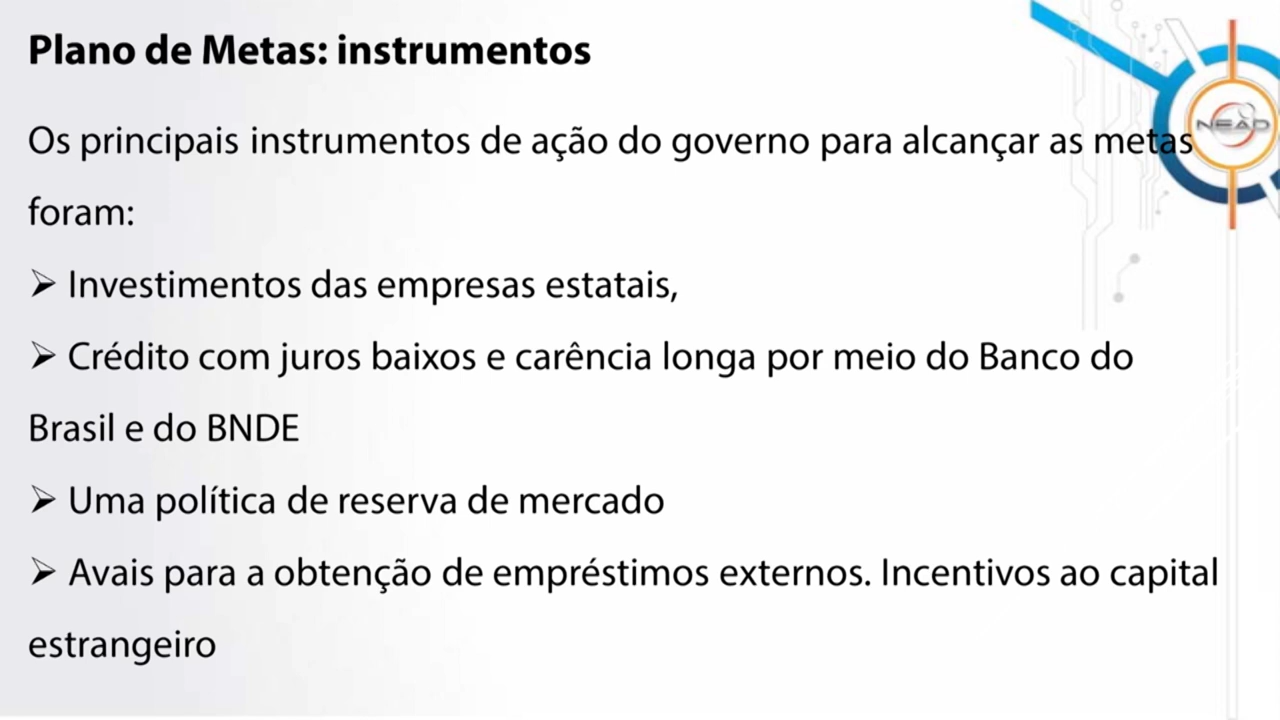 Plano de Metas: instrumentos
Os principais instrumentos de ação do governo para alcançar as metas
foram:
➢ Investimentos das empresas estatais,
➢ Crédito com juros baixos e carência longa por meio do Banco do
Brasil e do BNDE
➢ Uma política de reserva de mercado
➢ Avais para a obtenção de empréstimos externos. Incentivos ao capital
estrangeiro
NEAD